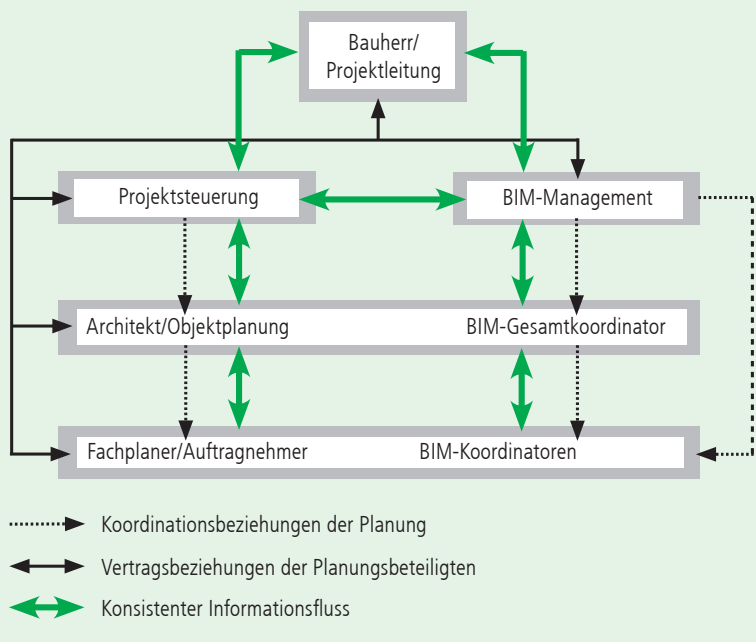 Bauherr/
Projektleitung
Projektsteuerung
BIM-Management
Architekt/Objektplanung
BIM-Gesamtkoordinator
Fachplaner/Auftragnehmer
BIM-Koordinatoren
Koordinationsbeziehungen der Planung
Vertragsbeziehungen der Planungsbeteiligten
Konsistenter Informationsfluss